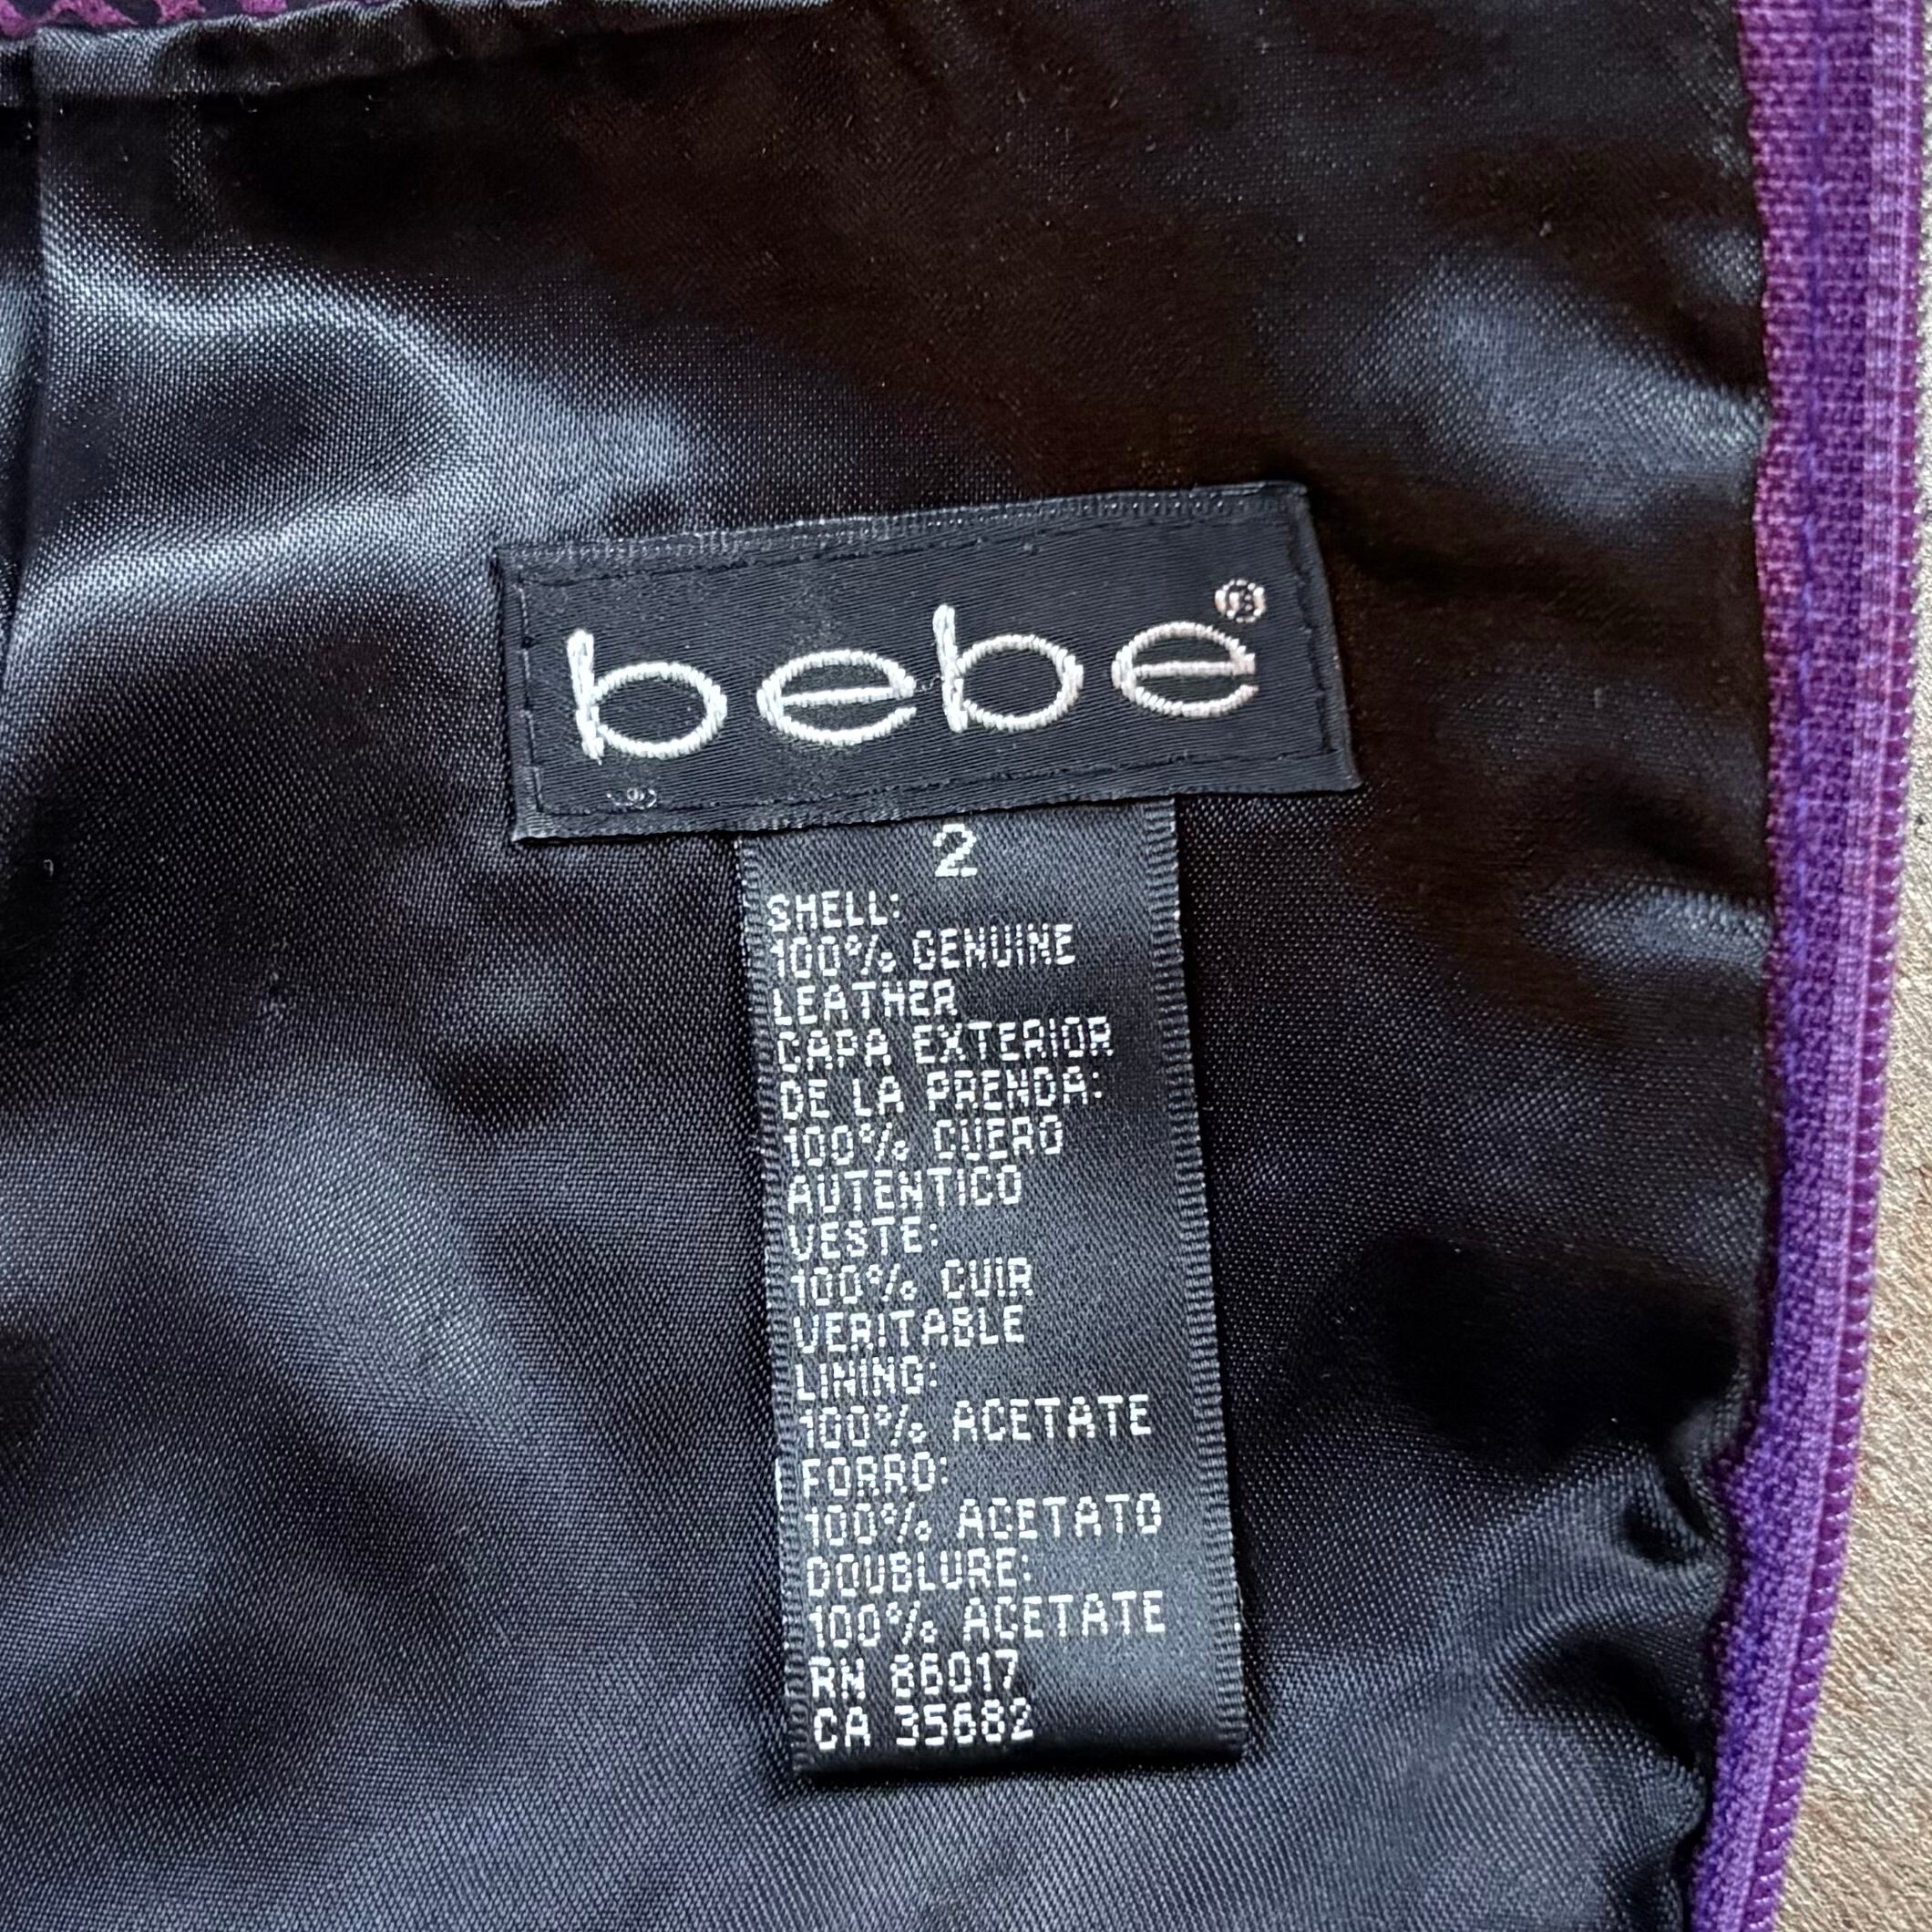 bebe®
2
SHELL:
100% GENUINE
LEATHER
CAPA EXTERIOR
DE LA PRENDA:
100% CUERO
AUTENTICO
VESTE:
100% CUIR
VERITABLE
LINING:
100% ACETATE
FORRO:
100% ACETATO
DOUBLURE:
100% ACETATE
RN 86017
CA 35682